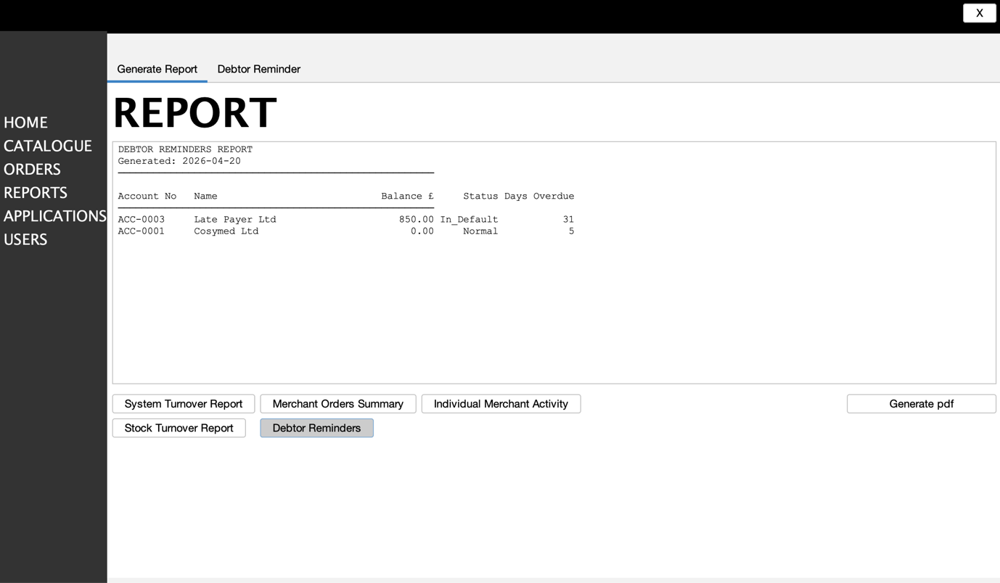 X
Generate Report Debtor Reminder
REPORT
HOME
CATALOGUE
ORDERS
REPORTS
APPLICATIONS
USERS
DEBTOR REMINDERS REPORT
Generated: 2026-04-20
Account No Name Balance £ Status Days Overdue
ACC-0003 Late Payer Ltd 850.00 In_Default 31
ACC-0001 Cosymed Ltd 0.00 Normal 5
System Turnover Report Merchant Orders Summary Individual Merchant Activity Generate pdf
Stock Turnover Report Debtor Reminders